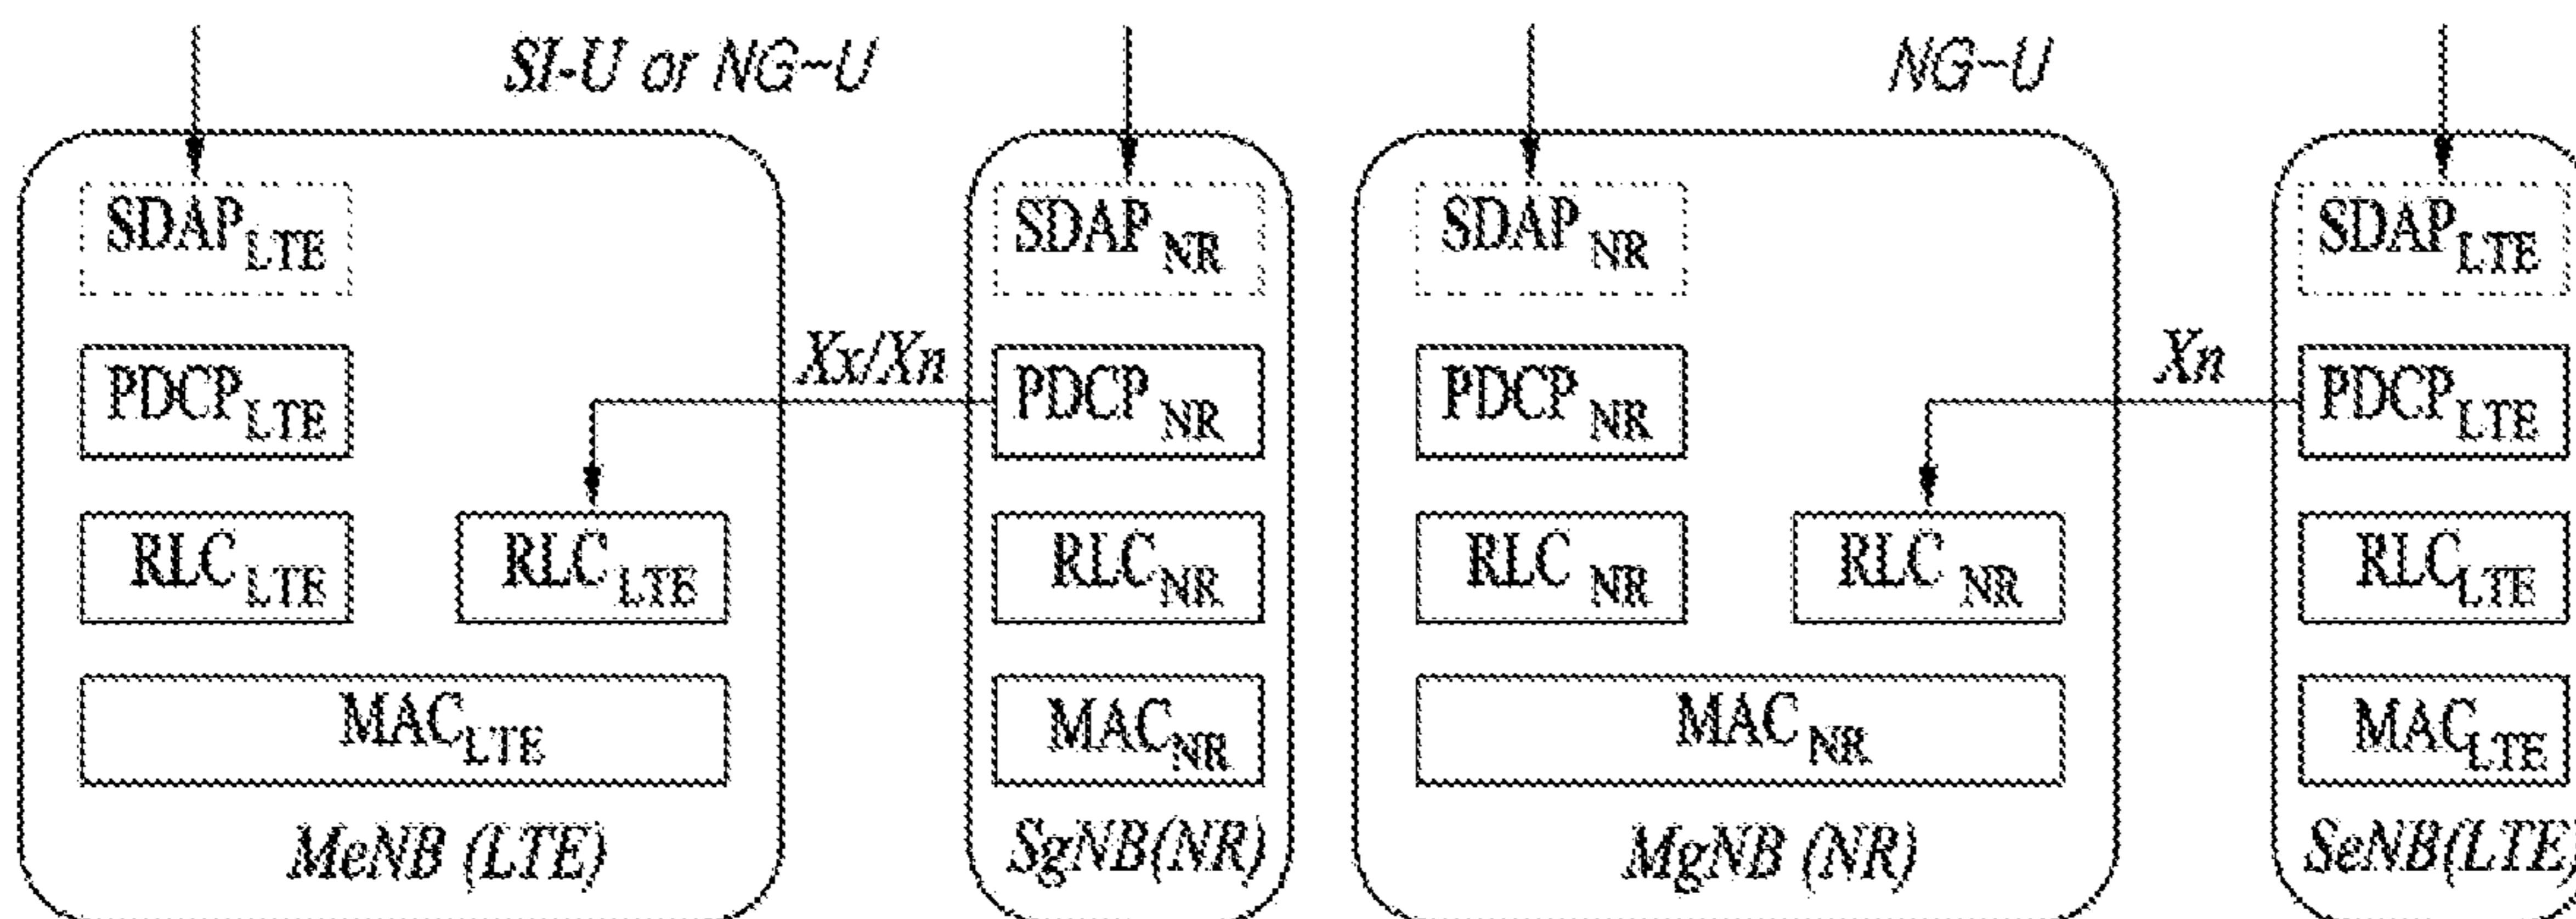 SI-U or NG~U
NG~U
SDAP LTE
SDAP NR
SDAP NR
SDAP LTE
Xx/Xn
Xn
PDCP LTE
PDCP NR
PDCP NR
PDCP LTE
RLC LTE
RLC LTE
RLC NR
RLC NR
RLC NR
RLC LTE
MAC LTE
MAC NR
MAC NR
MAC LTE
MeNB (LTE)
SgNB(NR)
MgNB (NR)
SeNB(LTE)